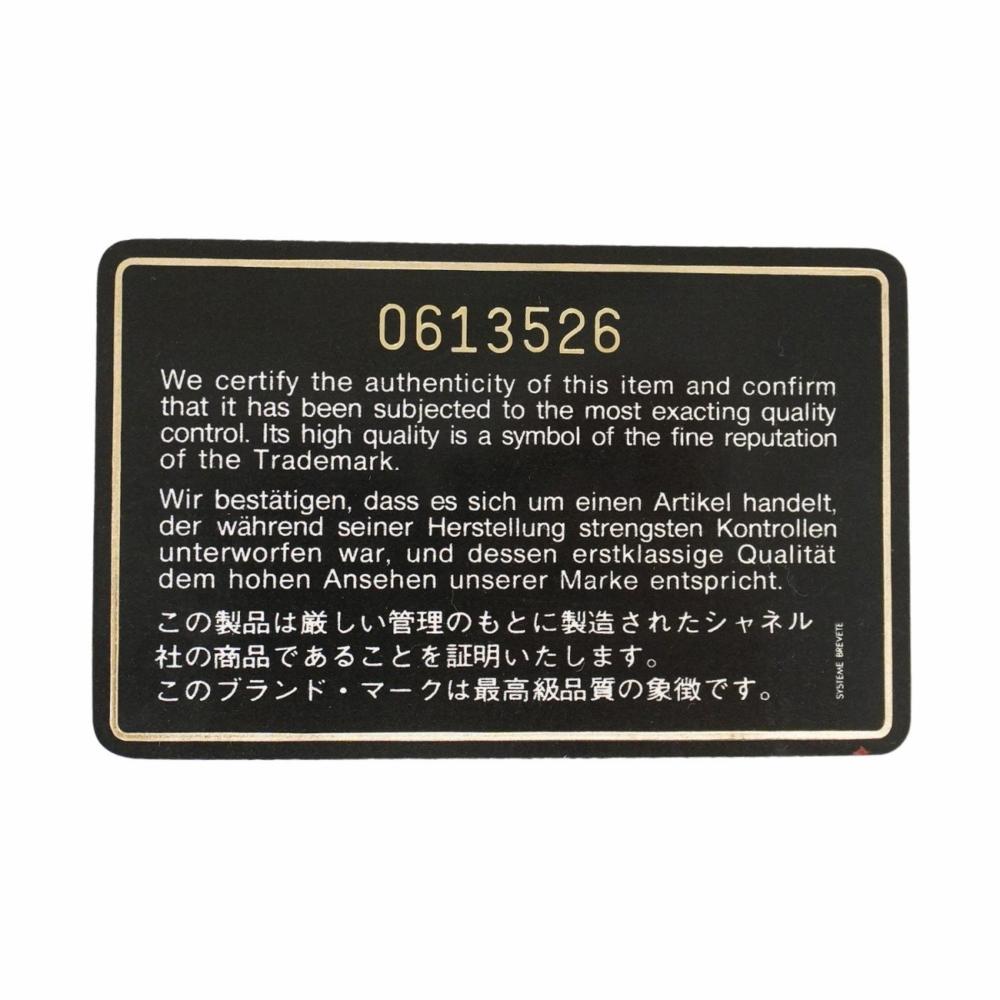 0613526
We certify the authenticity of this item and confirm
that it has been subjected to the most exacting quality
control. Its high quality is a symbol of the fine reputation
of the Trademark.
Wir bestätigen, dass es sich um einen Artikel handelt,
der während seiner Herstellung strengsten Kontrollen
unterworfen war, und dessen erstklassige Qualität
dem hohen Ansehen unserer Marke entspricht.
この製品は厳しい管理のもとに製造されたシャネル
社の商品であることを証明いたします。
このブランド・マークは最高級品質の象徴です。
SYSTEME BREVETE